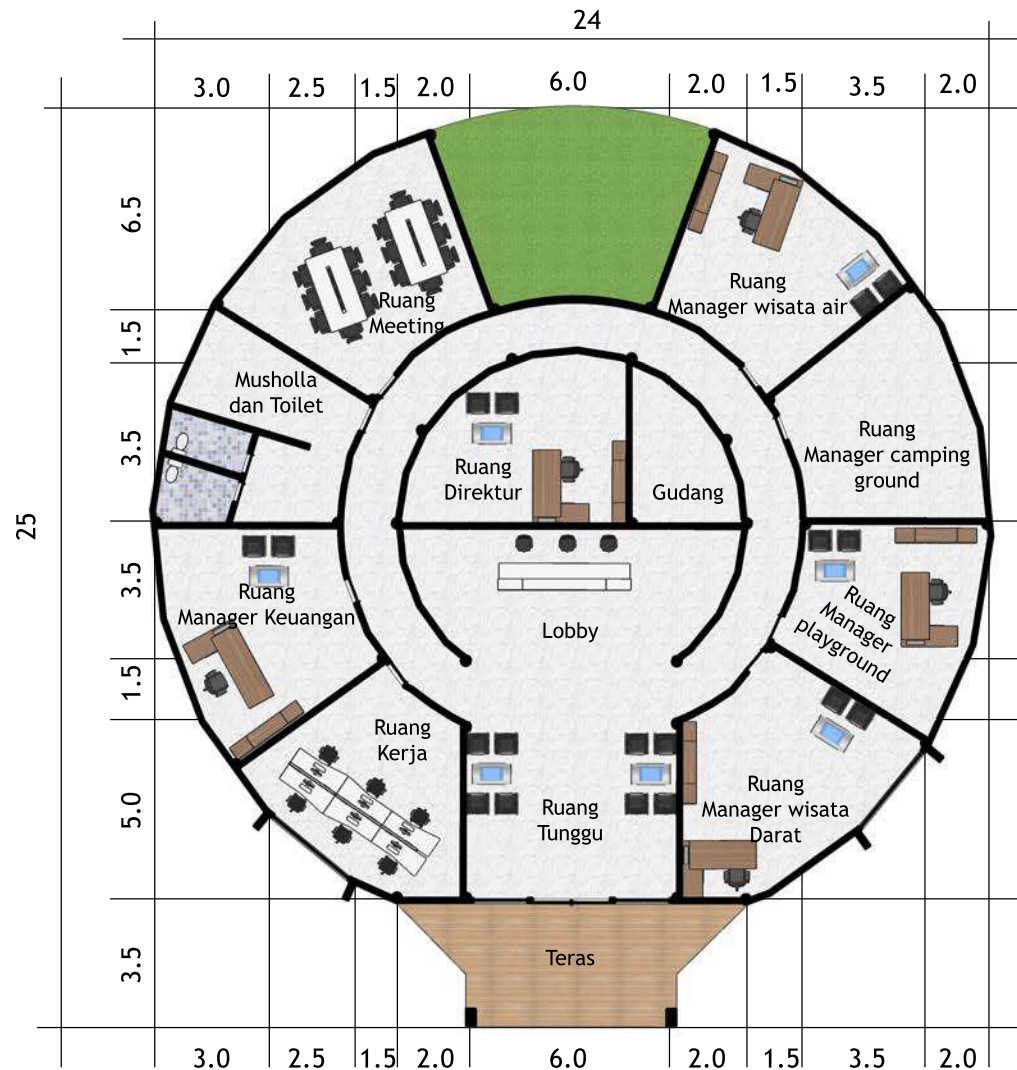 24
3.0 2.5 1.5 2.0 6.0 2.0 1.5 3.5 2.0
6.5
1.5
3.5
25
3.5
1.5
5.0
3.5
Ruang
Meeting
Ruang
Manager wisata air
Musholla
dan Toilet
Ruang
Manager camping
ground
Ruang
Direktur
Gudang
Ruang
Manager Keuangan
Lobby
Ruang
Manager
playground
Ruang
Kerja
Ruang
Tunggu
Ruang
Manager wisata
Darat
Teras
3.0 2.5 1.5 2.0 6.0 2.0 1.5 3.5 2.0